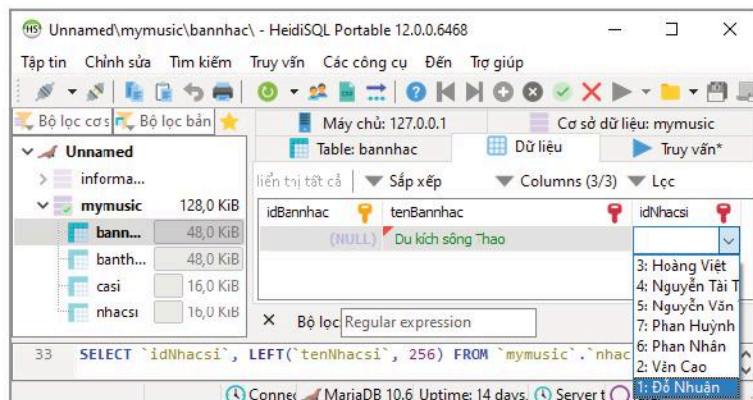 Unnamed\mymusic\bannhac\ - HeidiSQL Portable 12.0.0.6468
Tập tin Chỉnh sửa Tìm kiếm Truy vấn Các công cụ Đến Trợ giúp
Bộ lọc cơ s Bộ lọc bản
Máy chủ: 127.0.0.1 Cơ sở dữ liệu: mymusic
Unnamed
Table: bannhac Dữ liệu Truy vấn*
informa...
tất cả Sắp xếp Columns (3/3) Lọc
mymusic 128,0 KiB
idBannhac tenBannhac idNhacsi
bann... 48,0 KiB
(NULL) Du kích sông Thao
banth... 48,0 KiB
casi 16,0 KiB
nhacsi 16,0 KiB
3: Hoàng Việt
4: Nguyễn Tài T
5: Nguyễn Văn
7: Phan Huỳnh
6: Phan Nhân
2: Văn Cao
1: Đỗ Nhuận
Bộ lọc Regular expression
33 SELECT `idNhacsi`, LEFT(`tenNhacsi`, 256) FROM `mymusic`.`nhac
Connec MariaDB 10.6 Uptime: 14 days, Server t